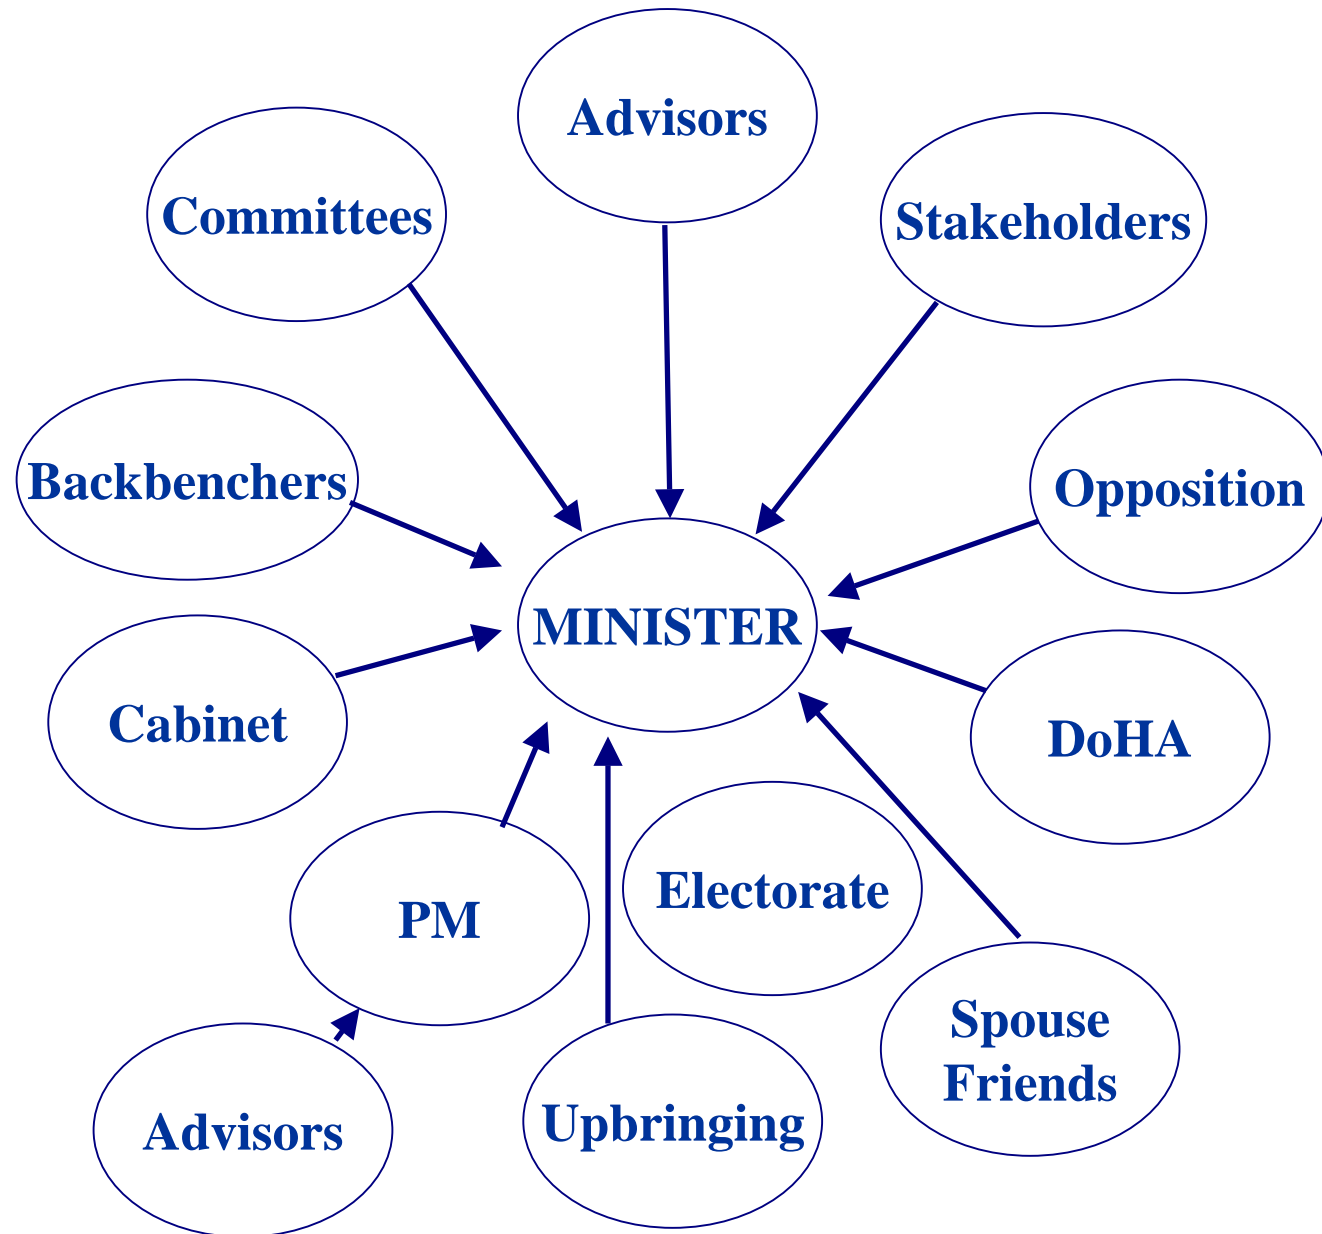 Advisors
Committees
Stakeholders
Backbenchers
Opposition
MINISTER
Cabinet
DoHA
Electorate
PM
Spouse
Friends
Upbringing
Advisors